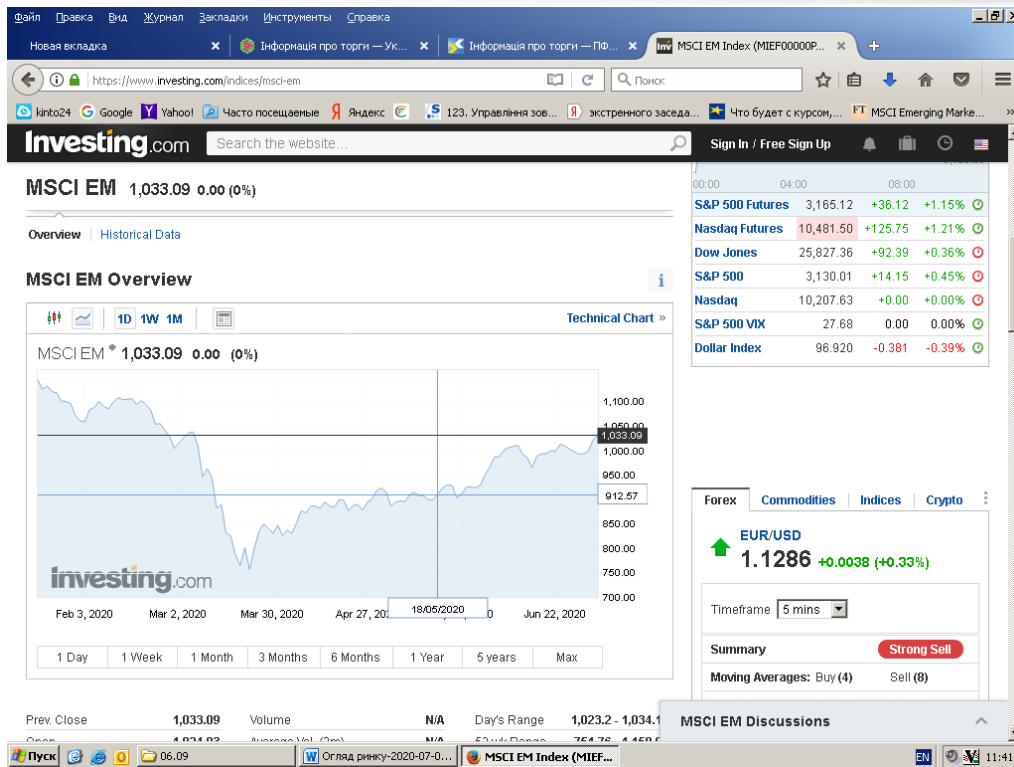 Файл Правка Вид Журнал Закладки Инструменты Справка
Новая вкладка Інформація про торги — Ук... Інформація про торги — ПФ... MSCI EM Index (MIEF00000P...
https://www.investing.com/indices/msci-em Поиск
kinto24 Google Yahoo! Часто посещаемые Яндекс 123. Управління зов... экстренного заседа... Что будет с курсом,... MSCI Emerging Marke...
Investing.com Search the website... Sign In / Free Sign Up
MSCI EM 1,033.09 0.00 (0%)
Overview Historical Data
MSCI EM Overview
1D 1W 1M Technical Chart »
MSCI EM 1,033.09 0.00 (0%)
1,100.00
1,050.00
1,033.09
1,000.00
950.00
912.57
850.00
800.00
750.00
700.00
Investing.com
Feb 3, 2020 Mar 2, 2020 Mar 30, 2020 Apr 27, 20 18/05/2020 0 Jun 22, 2020
1 Day 1 Week 1 Month 3 Months 6 Months 1 Year 5 years Max
Prev. Close 1,033.09 Volume N/A Day's Range 1,023.2 - 1,034.1
00:00 04:00 08:00
S&P 500 Futures 3,165.12 +36.12 +1.15%
Nasdaq Futures 10,481.50 +125.75 +1.21%
Dow Jones 25,827.36 +92.39 +0.36%
S&P 500 3,130.01 +14.15 +0.45%
Nasdaq 10,207.63 +0.00 +0.00%
S&P 500 VIX 27.68 0.00 0.00%
Dollar Index 96.920 -0.381 -0.39%
Forex Commodities Indices Crypto
EUR/USD
1.1286 +0.0038 (+0.33%)
Timeframe 5 mins
Summary Strong Sell
Moving Averages: Buy (4) Sell (8)
MSCI EM Discussions
Пуск 06.09 Огляд ринку-2020-07-0... MSCI EM Index (MIEF... EN 11:41